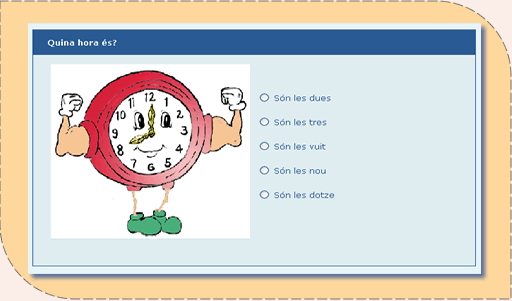 Quina hora és?
12
11 1
10 2
9 3
8 4
7 5
6
Són les dues
Són les tres
Són les vuit
Són les nou
Són les dotze